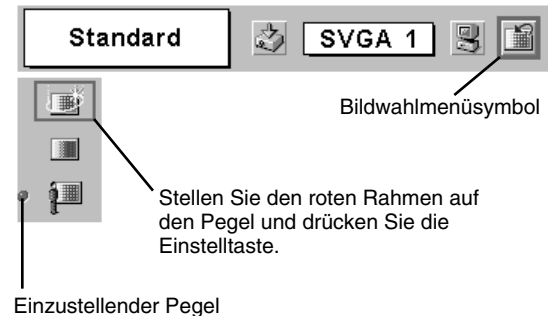 Standard
SVGA 1
Bildwahlmenüsymbol
Stellen Sie den roten Rahmen auf
den Pegel und drücken Sie die
Einstelltaste.
Einzustellender Pegel